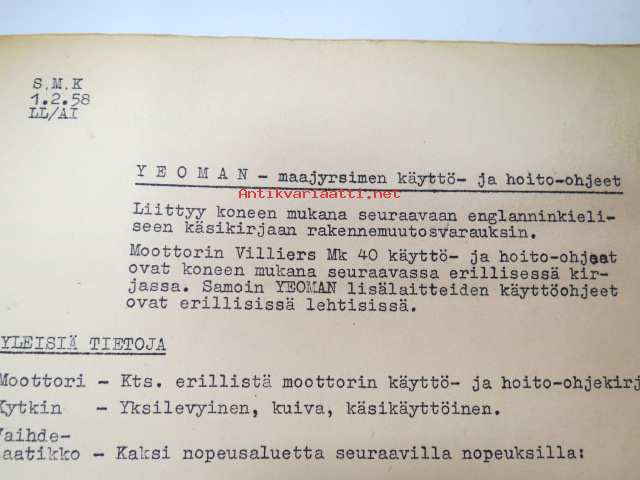 S.M.K
1.2.58
LL/AI
Y E O M A N - maajyrsimen käyttö- ja hoito-ohjeet
Antikvariaatti.net
Liittyy koneen mukana seuraavaan englanninkieli-
seen käsikirjaan rakennemuutosvarauksin.
Moottorin Villiers Mk 40 käyttö- ja hoito-ohjeet
ovat koneen mukana seuraavassa erillisessä kir-
jassa. Samoin YEOMAN lisälaitteiden käyttöohjeet
ovat erillisissä lehtisissä.
YLEISIÄ TIETOJA
Moottori - Kts. erillistä moottorin käyttö- ja hoito-ohjekirj
Kytkin - Yksilevyinen, kuiva, käsikäyttöinen.
Vaihde-
aatikko - Kaksi nopeusaluetta seuraavilla nopeuksilla: